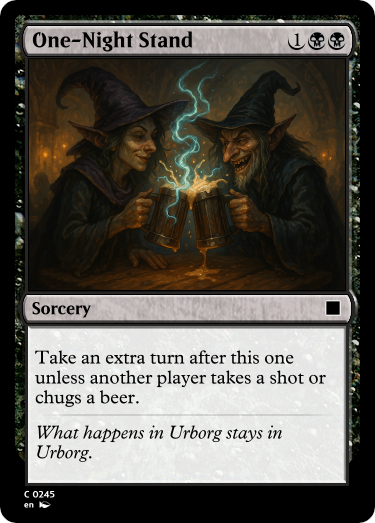 One-Night Stand 1
Sorcery
Take an extra turn after this one
unless another player takes a shot or
chugs a beer.
What happens in Urborg stays in
Urborg.
C 0245
en